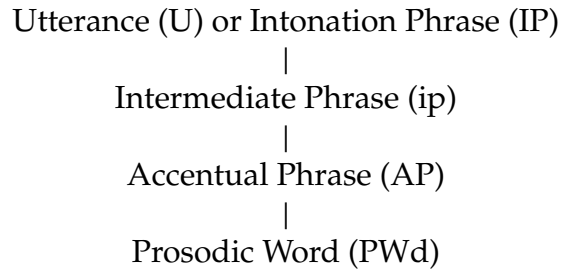 Utterance (U) or Intonation Phrase (IP)
Intermediate Phrase (ip)
Accentual Phrase (AP)
Prosodic Word (PWd)